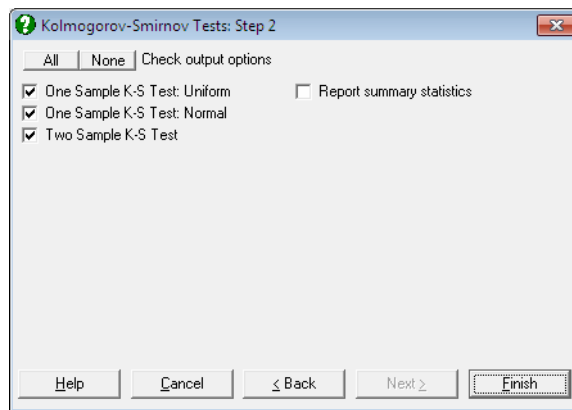 Kolmogorov-Smirnov Tests: Step 2
All None Check output options
One Sample K-S Test: Uniform
Report summary statistics
One Sample K-S Test: Normal
Two Sample K-S Test
Help Cancel < Back Next > Finish